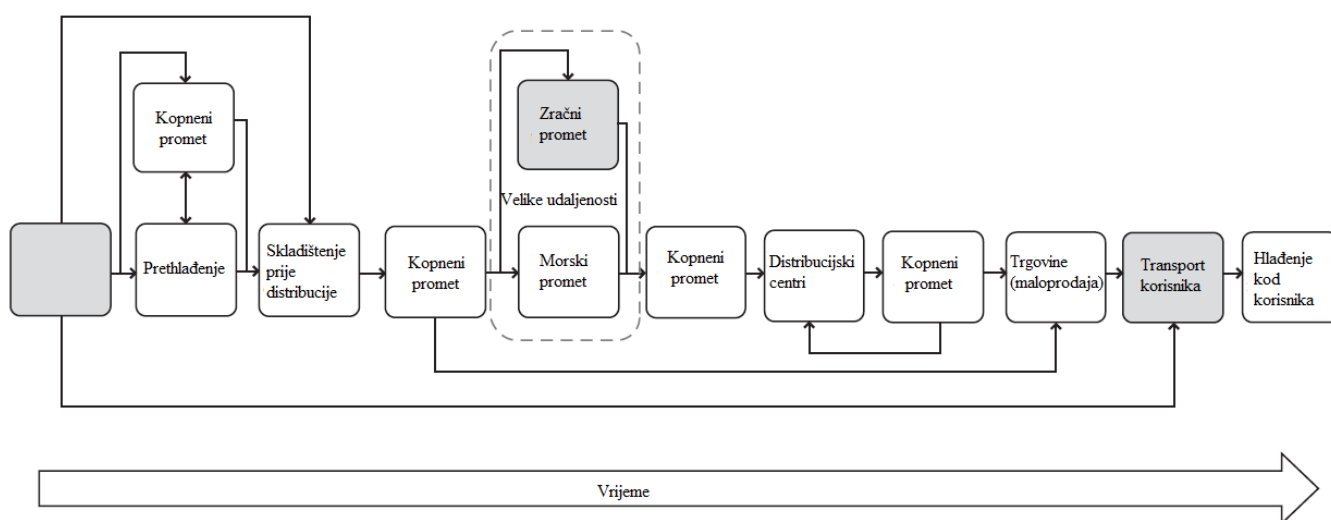 Kopneni
promet
Zračni
promet
Velike udaljenosti
Prethlađenje
Skladištenje
prije
distribucije
Kopneni
promet
Morski
promet
Kopneni
promet
Distribucijski
centri
Kopneni
promet
Trgovine
(maloprodaja)
Transport
korisnika
Hlađenje
kod
korisnika
Vrijeme